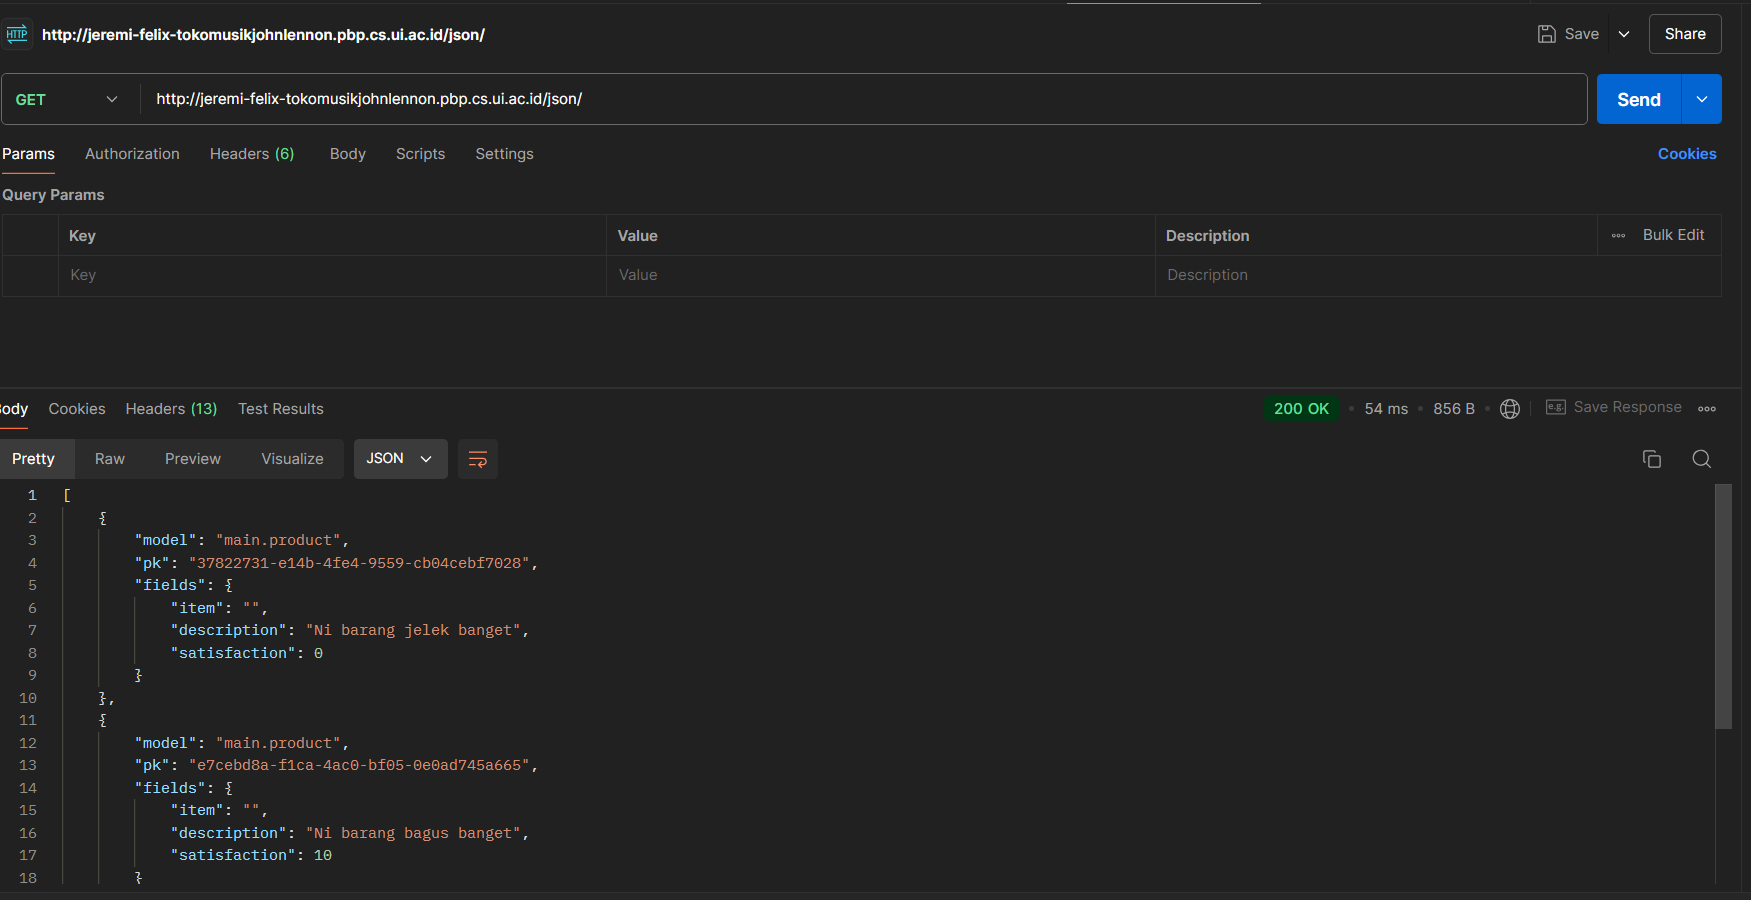 HTTP http://jeremi-felix-tokomusikjohnlennon.pbp.cs.ui.ac.id/json/ Save Share
GET http://jeremi-felix-tokomusikjohnlennon.pbp.cs.ui.ac.id/json/ Send
Params Authorization Headers (6) Body Scripts Settings Cookies
Query Params
Key Value Description Bulk Edit
Key Value Description
ody Cookies Headers (13) Test Results 200 OK 54 ms 856 B e.g. Save Response
Pretty Raw Preview Visualize JSON
1 [
2 {
3 "model": "main.product",
4 "pk": "37822731-e14b-4fe4-9559-cb04cebf7028",
5 "fields": {
6 "item": "",
7 "description": "Ni barang jelek banget",
8 "satisfaction": 0
9 }
10 },
11 {
12 "model": "main.product",
13 "pk": "e7cebd8a-f1ca-4ac0-bf05-0e0ad745a665",
14 "fields": {
15 "item": "",
16 "description": "Ni barang bagus banget",
17 "satisfaction": 10
18 }